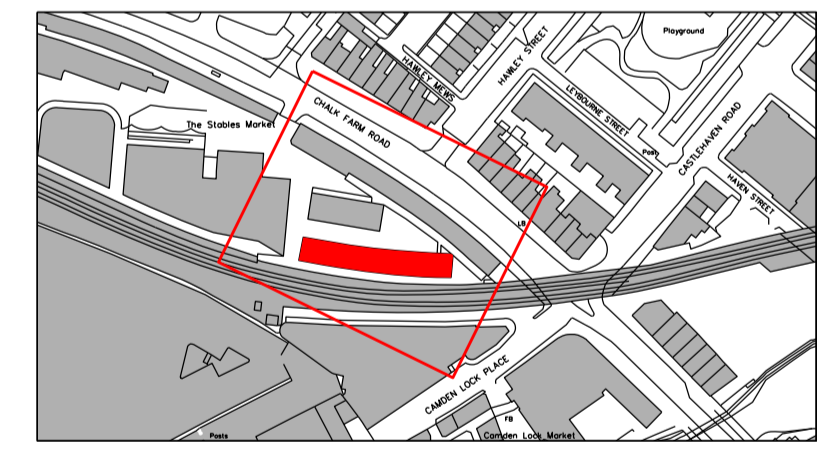 Playground
HAWLEY STREET
HAWLEY MEWS
LEYBOURNE STREET
CHALK FARM ROAD
The Stables Market
CASTLEHAVEN ROAD
Posts
HAVEN STREET
LB
CAMDEN LOCK PLACE
FB
Posts
Camden Lock Market